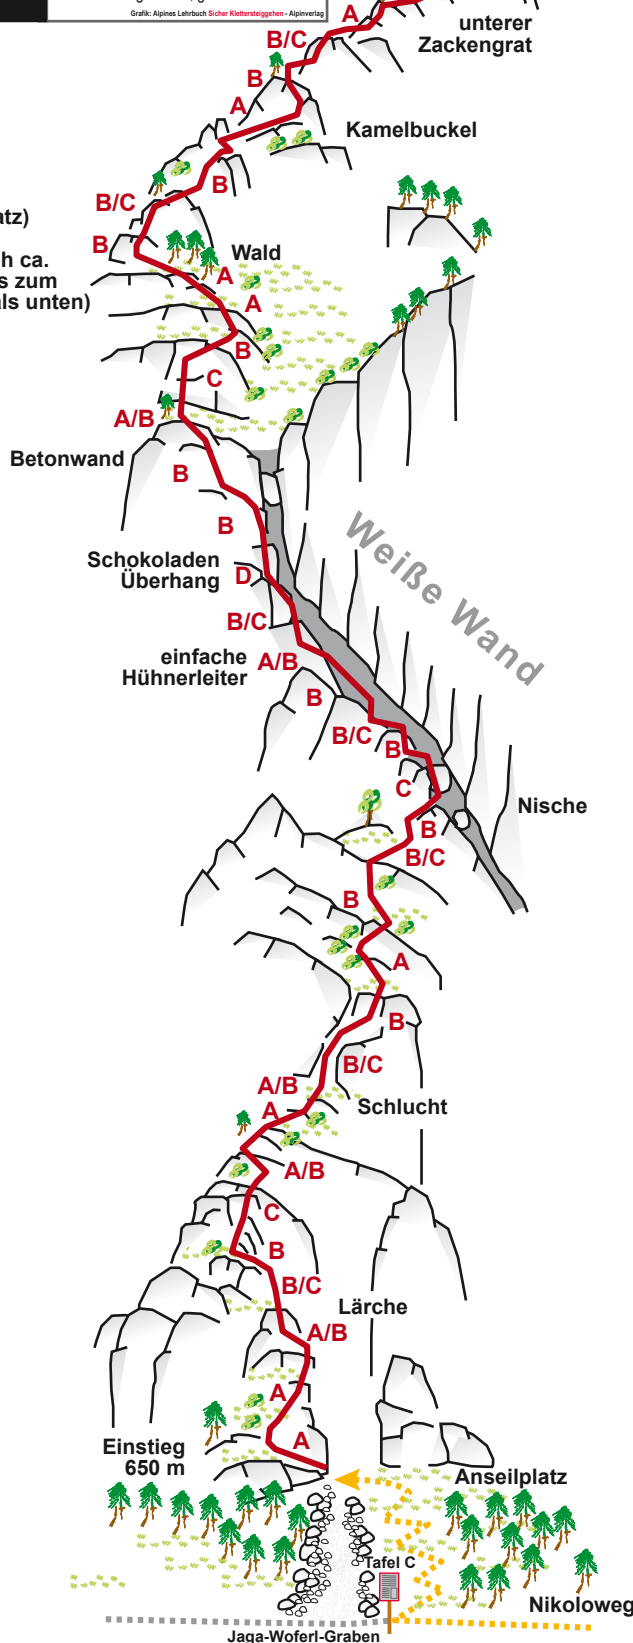 Grafik: Alpines Lehrbuch Sicher Klettersteiggehen - Alpinverlag
A
unterer
Zackengrat
B/C
B
A
Kamelbuckel
B
B/C
atz)
B
Wald
h ca.
A
s zum
als unten)
A
B
C
A/B
Betonwand
B
B
Weiße Wand
Schokoladen
Überhang
D
B/C
einfache
Hühnerleiter
A/B
B
B/C
B
C
Nische
B
B/C
B
A
B
B/C
A/B
A
Schlucht
A/B
C
B
B/C
Lärche
A/B
A
A
Einstieg
650 m
Anseilplatz
Tafel C
Nikoloweg
Jaga-Woferl-Graben